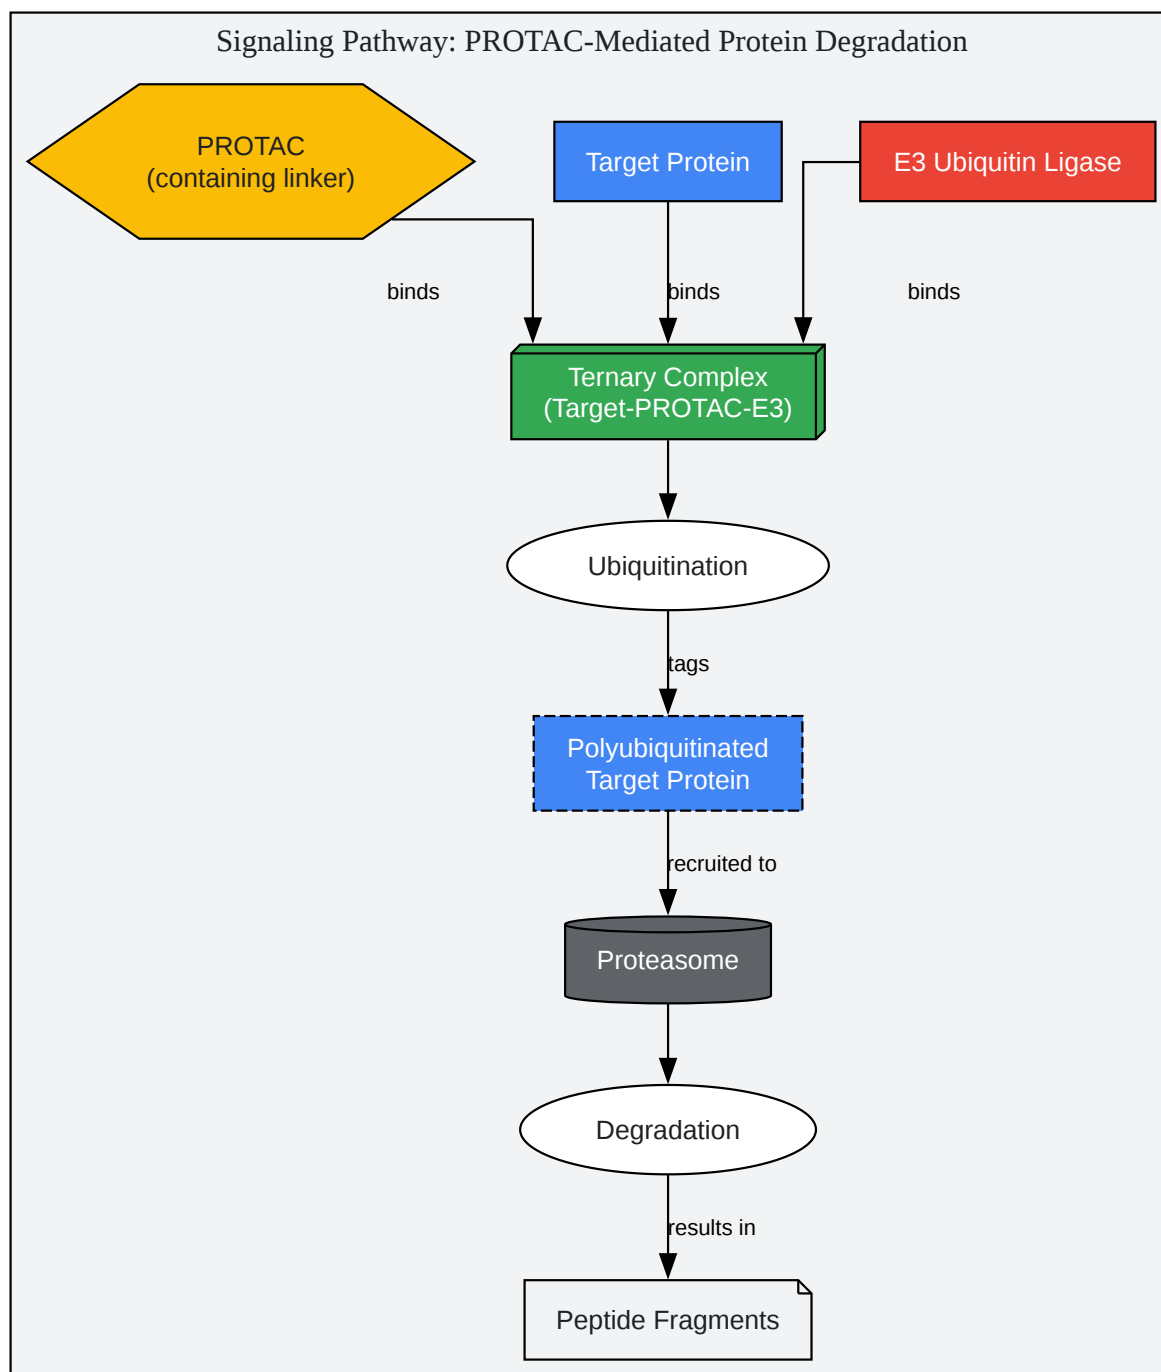 Signaling Pathway: PROTAC-Mediated Protein Degradation
PROTAC
(containing linker)
Target Protein
E3 Ubiquitin Ligase
binds
binds
binds
Ternary Complex
(Target-PROTAC-E3)
Ubiquitination
tags
Polyubiquitinated
Target Protein
recruited to
Proteasome
Degradation
results in
Peptide Fragments